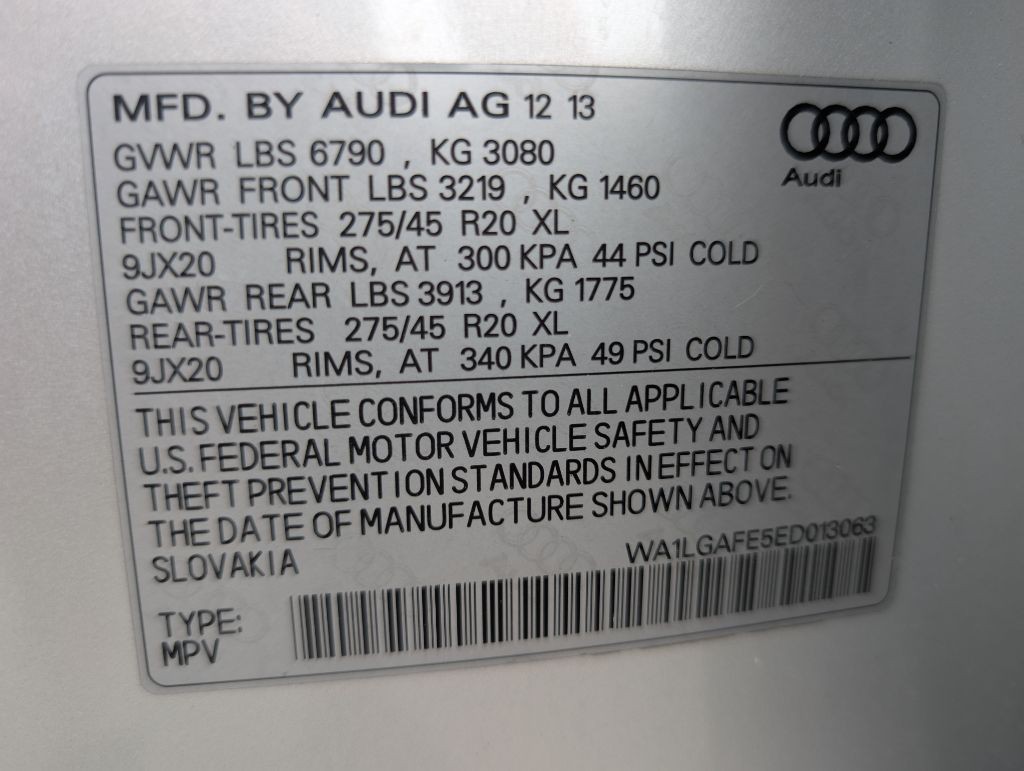 MFD. BY AUDI AG 12 13
Audi
GVWR LBS 6790 , KG 3080
GAWR FRONT LBS 3219 , KG 1460
FRONT-TIRES 275/45 R20 XL
9JX20 RIMS, AT 300 KPA 44 PSI COLD
GAWR REAR LBS 3913 , KG 1775
REAR-TIRES 275/45 R20 XL
9JX20 RIMS, AT 340 KPA 49 PSI COLD
THIS VEHICLE CONFORMS TO ALL APPLICABLE
U.S. FEDERAL MOTOR VEHICLE SAFETY AND
THEFT PREVENTION STANDARDS IN EFFECT ON
THE DATE OF MANUFACTURE SHOWN ABOVE.
SLOVAKIA
WA1LGAFE5ED013063
TYPE:
MPV